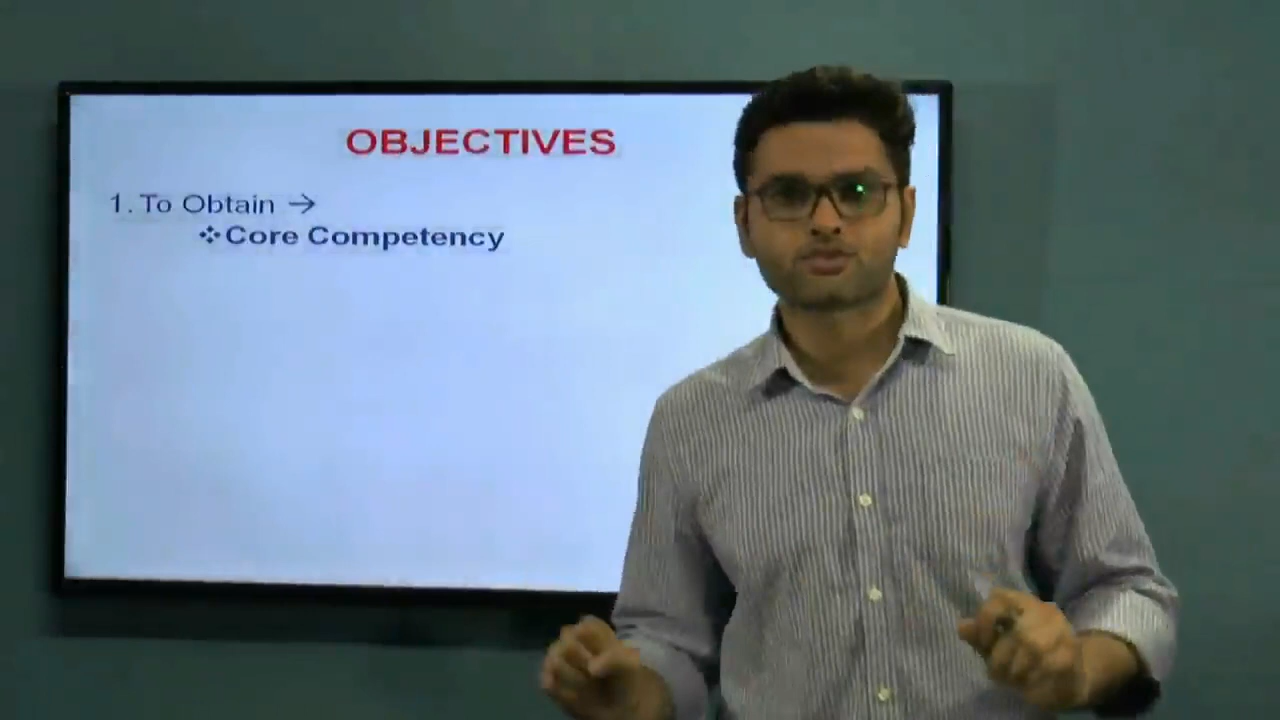 OBJECTIVES
1. To Obtain →
❖Core Competency